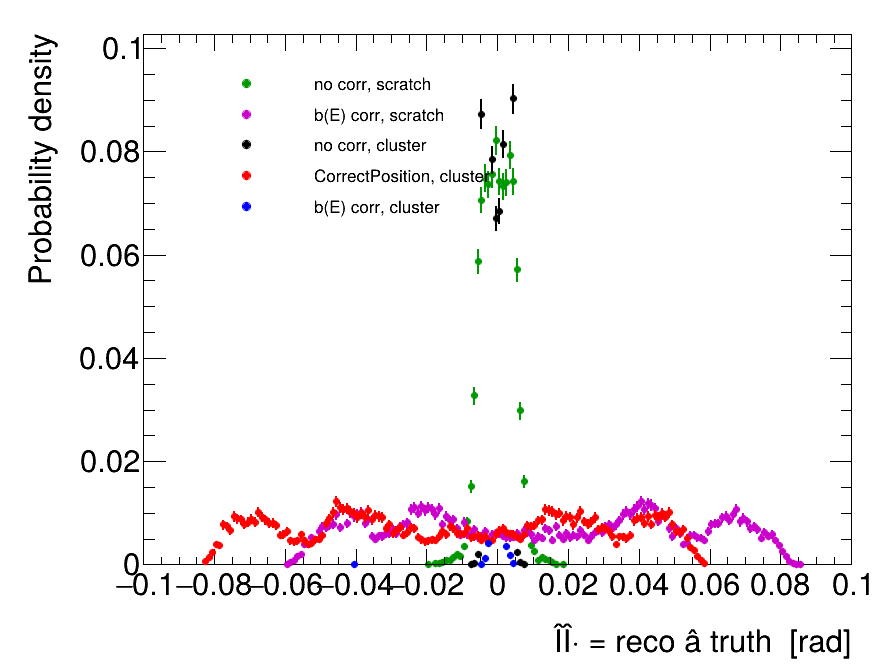 Probability density
0.1
0.08
0.06
0.04
0.02
0
no corr, scratch
b(E) corr, scratch
no corr, cluster
CorrectPosition, cluster
b(E) corr, cluster
−0.1 −0.08 −0.06 −0.04 −0.02 0 0.02 0.04 0.06 0.08 0.1
ÎÎ· = reco â truth [rad]